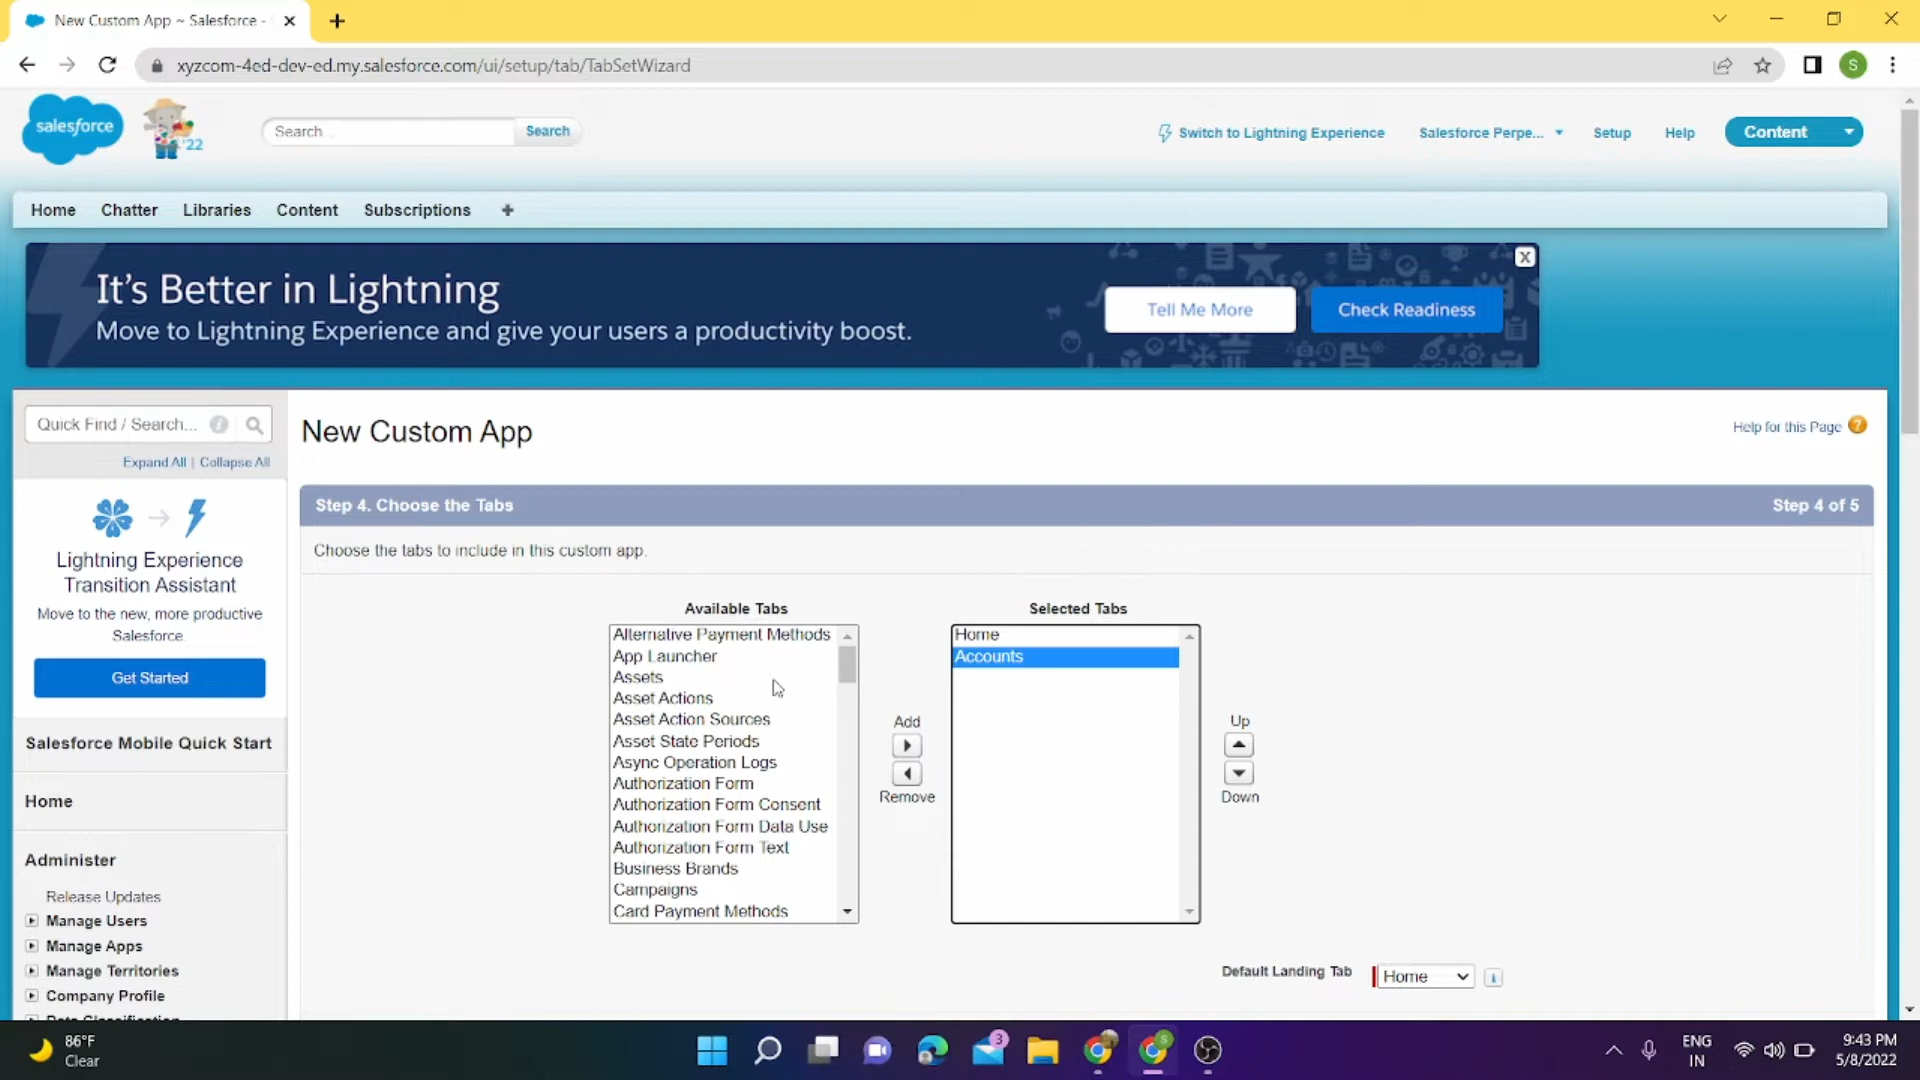 New Custom App ~ Salesforce -
xyzcom-4ed-dev-ed.my.salesforce.com/ui/setup/tab/TabSetWizard
S
salesforce
'22
Search...
Search
Switch to Lightning Experience
Salesforce Perpe...
Setup
Help
Content
Home
Chatter
Libraries
Content
Subscriptions
It's Better in Lightning
Move to Lightning Experience and give your users a productivity boost.
Tell Me More
Check Readiness
X
Quick Find / Search...
Expand All | Collapse All
Lightning Experience
Transition Assistant
Move to the new, more productive
Salesforce.
Get Started
Salesforce Mobile Quick Start
Home
Administer
Release Updates
Manage Users
Manage Apps
Manage Territories
Company Profile
New Custom App
Help for this Page
Step 4. Choose the Tabs
Step 4 of 5
Choose the tabs to include in this custom app.
Available Tabs
Alternative Payment Methods
App Launcher
Assets
Asset Actions
Asset Action Sources
Asset State Periods
Async Operation Logs
Authorization Form
Authorization Form Consent
Authorization Form Data Use
Authorization Form Text
Business Brands
Campaigns
Card Payment Methods
Add
Remove
Selected Tabs
Home
Accounts
Up
Down
Default Landing Tab
Home
86°F
Clear
3
S
ENG
IN
9:43 PM
5/8/2022